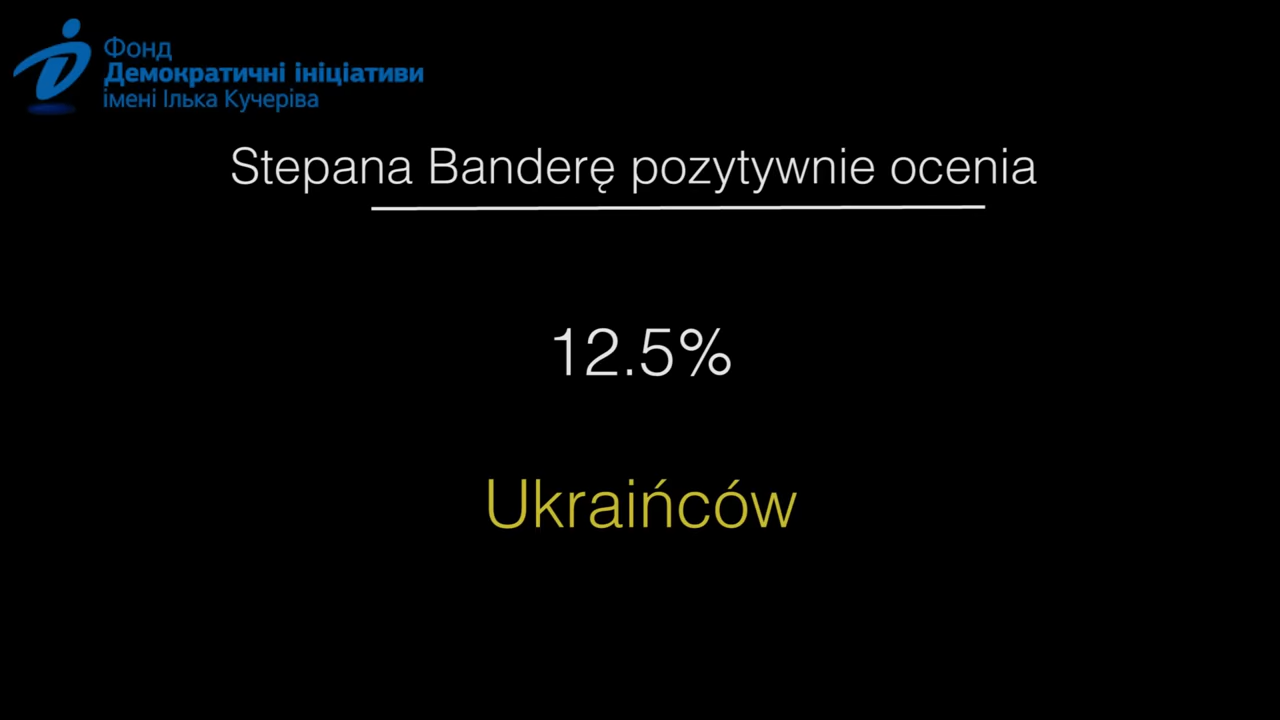 Фонд
Демократичні ініціативи
імені Ілька Кучеріва
Stepana Banderę pozytywnie ocenia
12.5%
Ukraińców